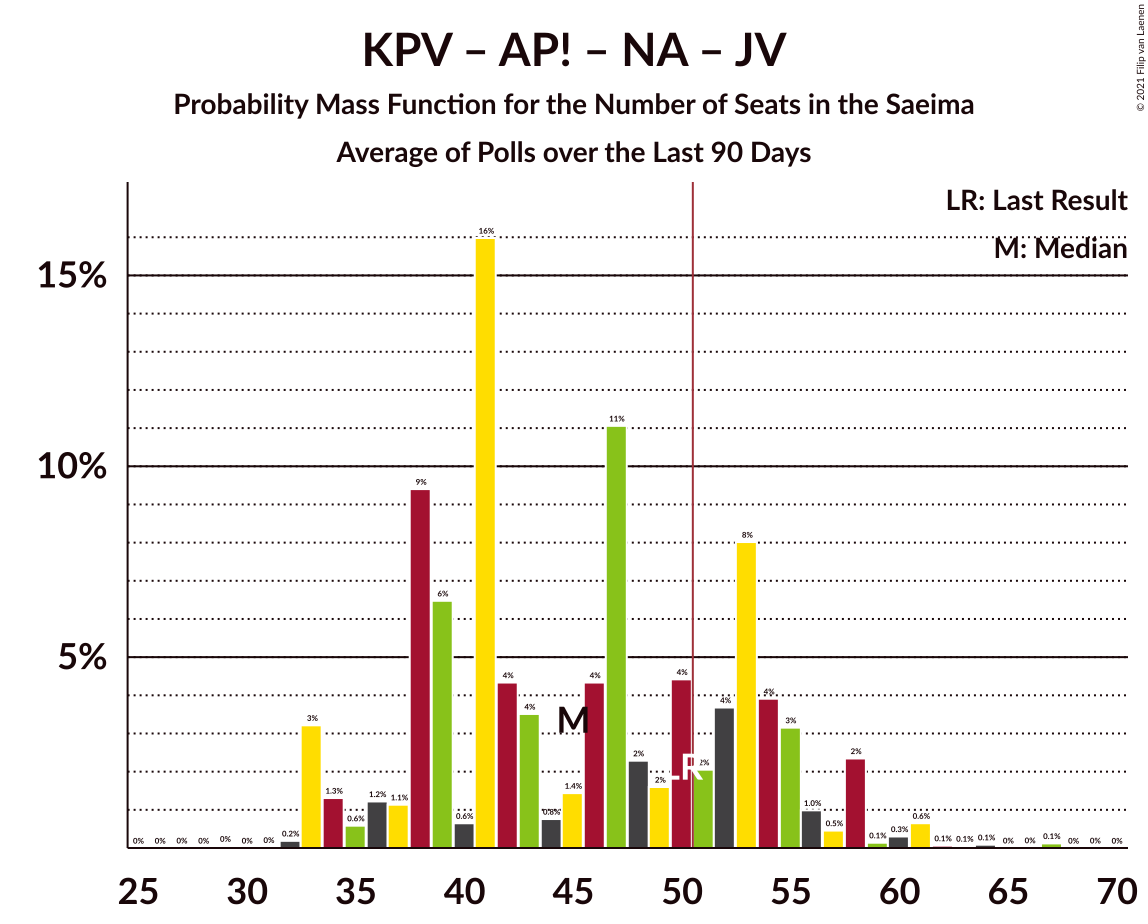 KPV – AP! – NA – JV
Probability Mass Function for the Number of Seats in the Saeima
Average of Polls over the Last 90 Days
© 2021 Filip van Laenen
LR: Last Result
M: Median
15%
10%
5%
0% 0% 0% 0% 0% 0% 0% 0.2% 3% 1.3% 0.6% 1.2% 1.1% 9% 6% 0.6% 16% 4% 4% 0.8% 1.4% 4% 11% 2% 2% 4% 2% 4% 8% 4% 3% 1.0% 0.5% 2% 0.1% 0.3% 0.6% 0.1% 0.1% 0.1% 0% 0% 0.1% 0% 0% 0%
M
LR
25 30 35 40 45 50 55 60 65 70